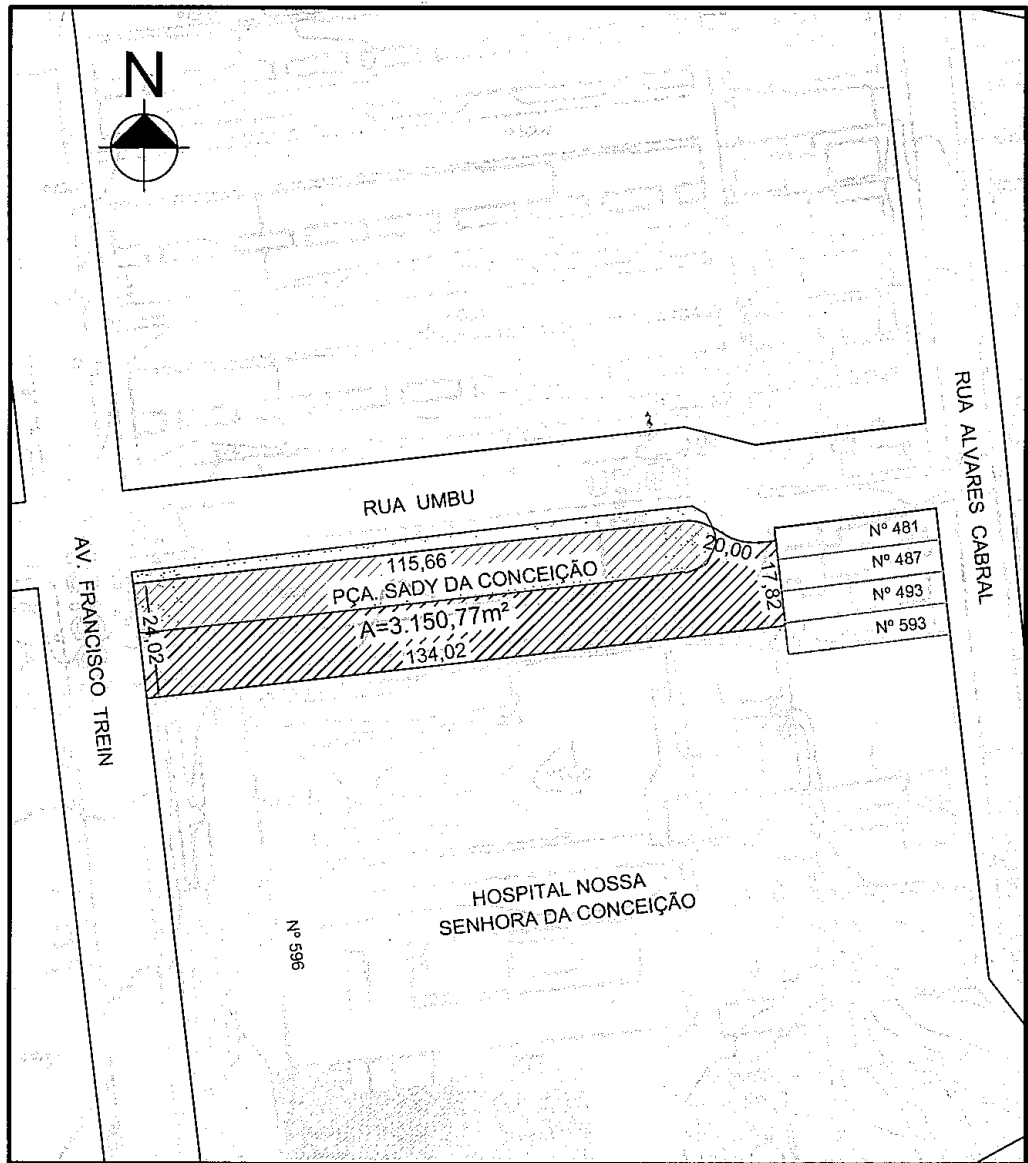 N
RUA UMBU
RUA ALVARES CABRAL
AV. FRANCISCO TREIN
115,66
20,00
PÇA. SADY DA CONCEIÇÃO
A=3.150,77m²
134,02
24,02
17,82
Nº 481
Nº 487
Nº 493
Nº 593
HOSPITAL NOSSA
SENHORA DA CONCEIÇÃO
Nº 596